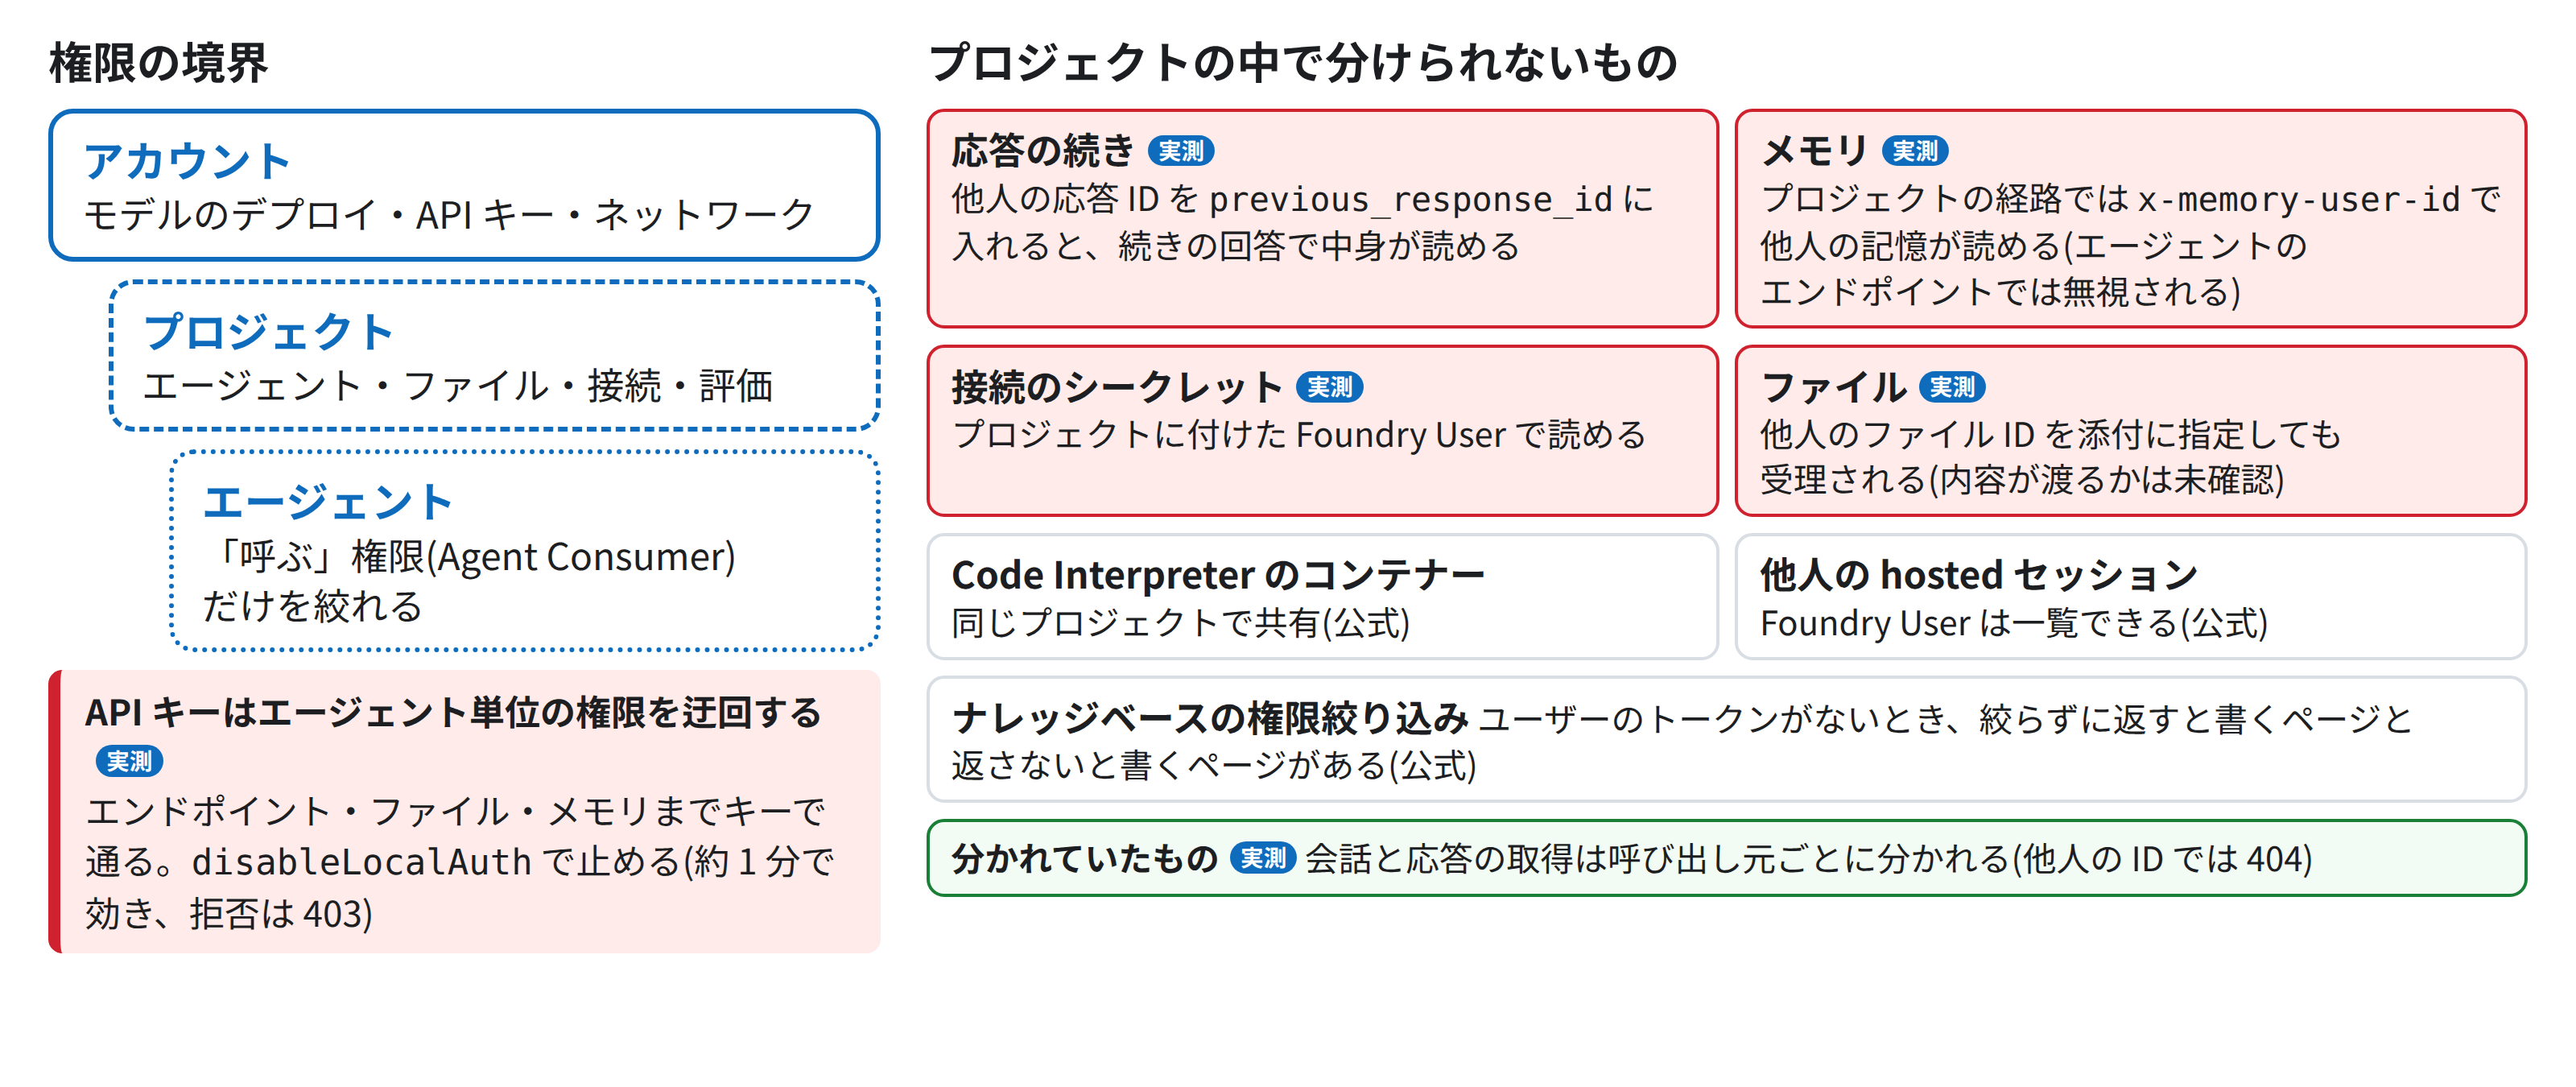 権限の境界
アカウント
モデルのデプロイ・API キー・ネットワーク
プロジェクト
エージェント・ファイル・接続・評価
エージェント
「呼ぶ」権限(Agent Consumer)
だけを絞れる
API キーはエージェント単位の権限を迂回する
実測
エンドポイント・ファイル・メモリまでキーで
通る。disableLocalAuth で止める(約 1 分で
効き、拒否は 403)
プロジェクトの中で分けられないもの
応答の続き 実測
他人の応答 ID を previous_response_id に
入れると、続きの回答で中身が読める
メモリ 実測
プロジェクトの経路では x-memory-user-id で
他人の記憶が読める(エージェントの
エンドポイントでは無視される)
接続のシークレット 実測
プロジェクトに付けた Foundry User で読める
ファイル 実測
他人のファイル ID を添付に指定しても
受理される(内容が渡るかは未確認)
Code Interpreter のコンテナー
同じプロジェクトで共有(公式)
他人の hosted セッション
Foundry User は一覧できる(公式)
ナレッジベースの権限絞り込み ユーザーのトークンがないとき、絞らずに返すと書くページと
返さないと書くページがある(公式)
分かれていたもの 実測 会話と応答の取得は呼び出し元ごとに分かれる(他人の ID では 404)